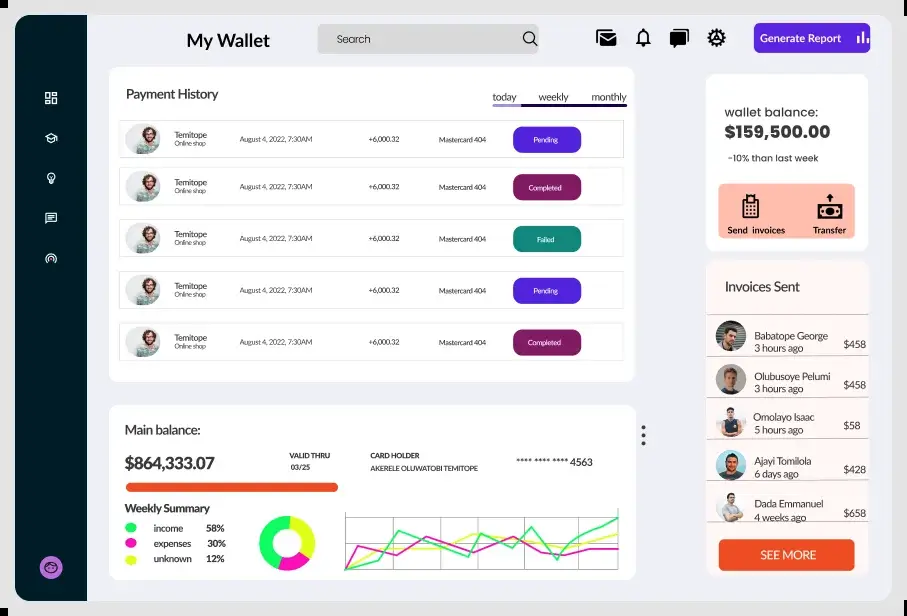 My Wallet
Search
Generate Report
Payment History
today weekly monthly
Temitope
Online shop
August 4, 2022, 7:30AM +6,000.32 Mastercard 404 Pending
Temitope
Online shop
August 4, 2022, 7:30AM +6,000.32 Mastercard 404 Completed
Temitope
Online shop
August 4, 2022, 7:30AM +6,000.32 Mastercard 404 Failed
Temitope
Online shop
August 4, 2022, 7:30AM +6,000.32 Mastercard 404 Pending
Temitope
Online shop
August 4, 2022, 7:30AM +6,000.32 Mastercard 404 Completed
wallet balance:
$159,500.00
-10% than last week
Send invoices Transfer
Invoices Sent
Babatope George
3 hours ago $458
Olubusoye Pelumi
3 hours ago $458
Omolayo Isaac
5 hours ago $58
Ajayi Tomilola
6 days ago $428
Dada Emmanuel
4 weeks ago $658
SEE MORE
Main balance:
$864,333.07
VALID THRU
03/25
CARD HOLDER
AKERELE OLUWATOBI TEMITOPE
**** **** **** 4563
Weekly Summary
income 58%
expenses 30%
unknown 12%